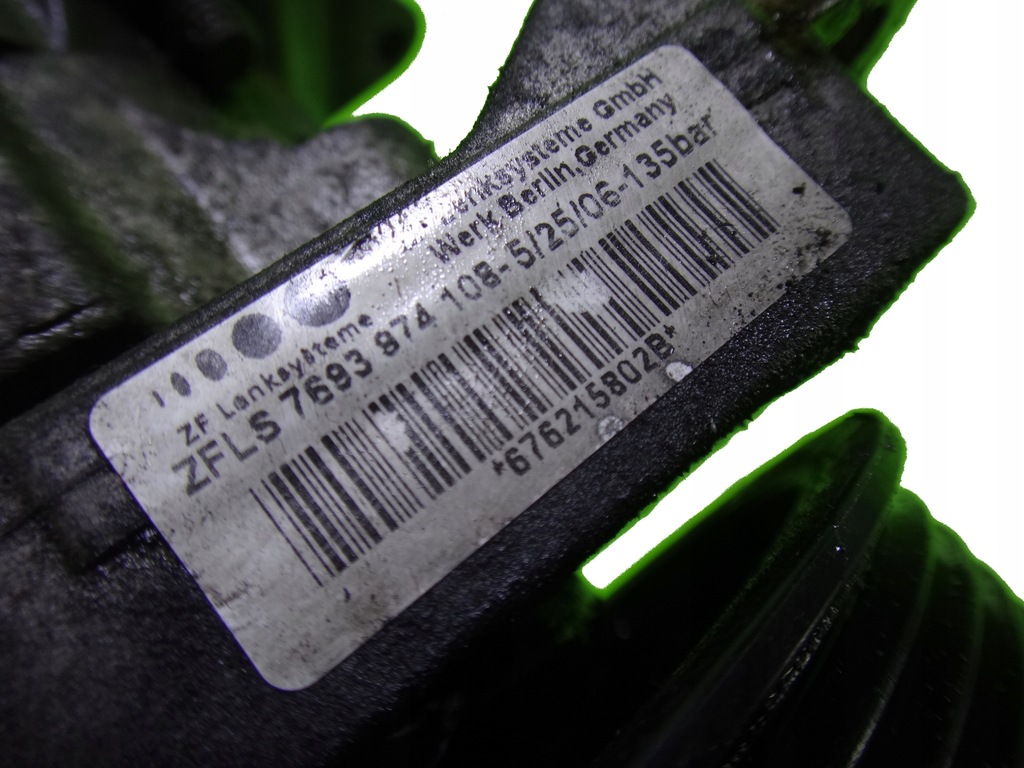 ZF Lenksysteme
ZF Lenksysteme GmbH
Werk Berlin,Germany
ZFLS 7693 974 108- 5/25/06-135bar
*6762158028*